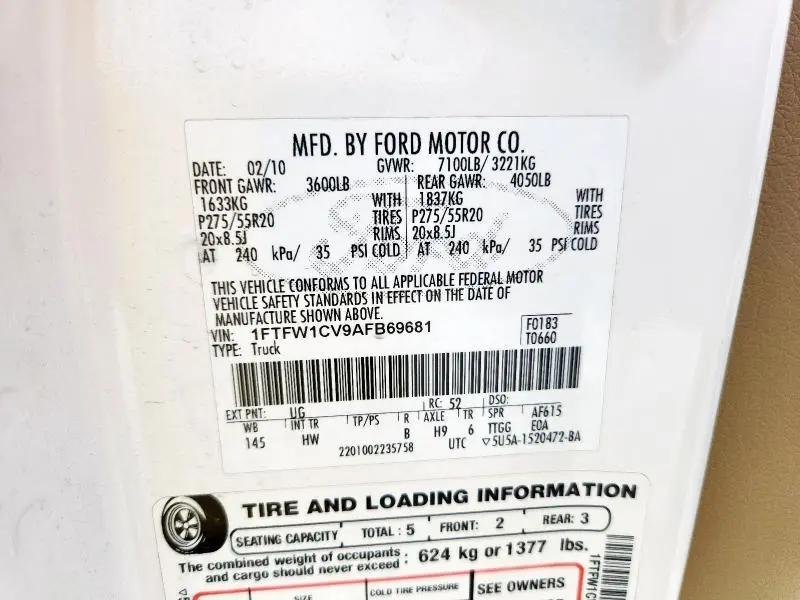 MFD. BY FORD MOTOR CO.
DATE: 02/10 GVWR: 7100LB/ 3221KG
FRONT GAWR: 3600LB REAR GAWR: 4050LB
1633KG WITH 1837KG WITH
P275/55R20 TIRES P275/55R20 TIRES
20x8.5J RIMS 20x8.5J RIMS
AT 240 kPa/ 35 PSI COLD AT 240 kPa/ 35 PSI COLD
Ford
THIS VEHICLE CONFORMS TO ALL APPLICABLE FEDERAL MOTOR
VEHICLE SAFETY STANDARDS IN EFFECT ON THE DATE OF
MANUFACTURE SHOWN ABOVE.
VIN: 1FTFW1CV9AFB69681 F0183
TYPE: Truck T0660
EXT PNT: UG RC: 52 DSO:
WB INT TR TP/PS R AXLE TR SPR AF615
145 HW B H9 6 TTGG EOA
2201002235758 UTC ▽5U5A-1520472-BA
TIRE AND LOADING INFORMATION
SEATING CAPACITY TOTAL : 5 FRONT: 2 REAR: 3
The combined weight of occupants : 624 kg or 1377 lbs.
and cargo should never exceed
SIZE COLD TIRE PRESSURE SEE OWNERS